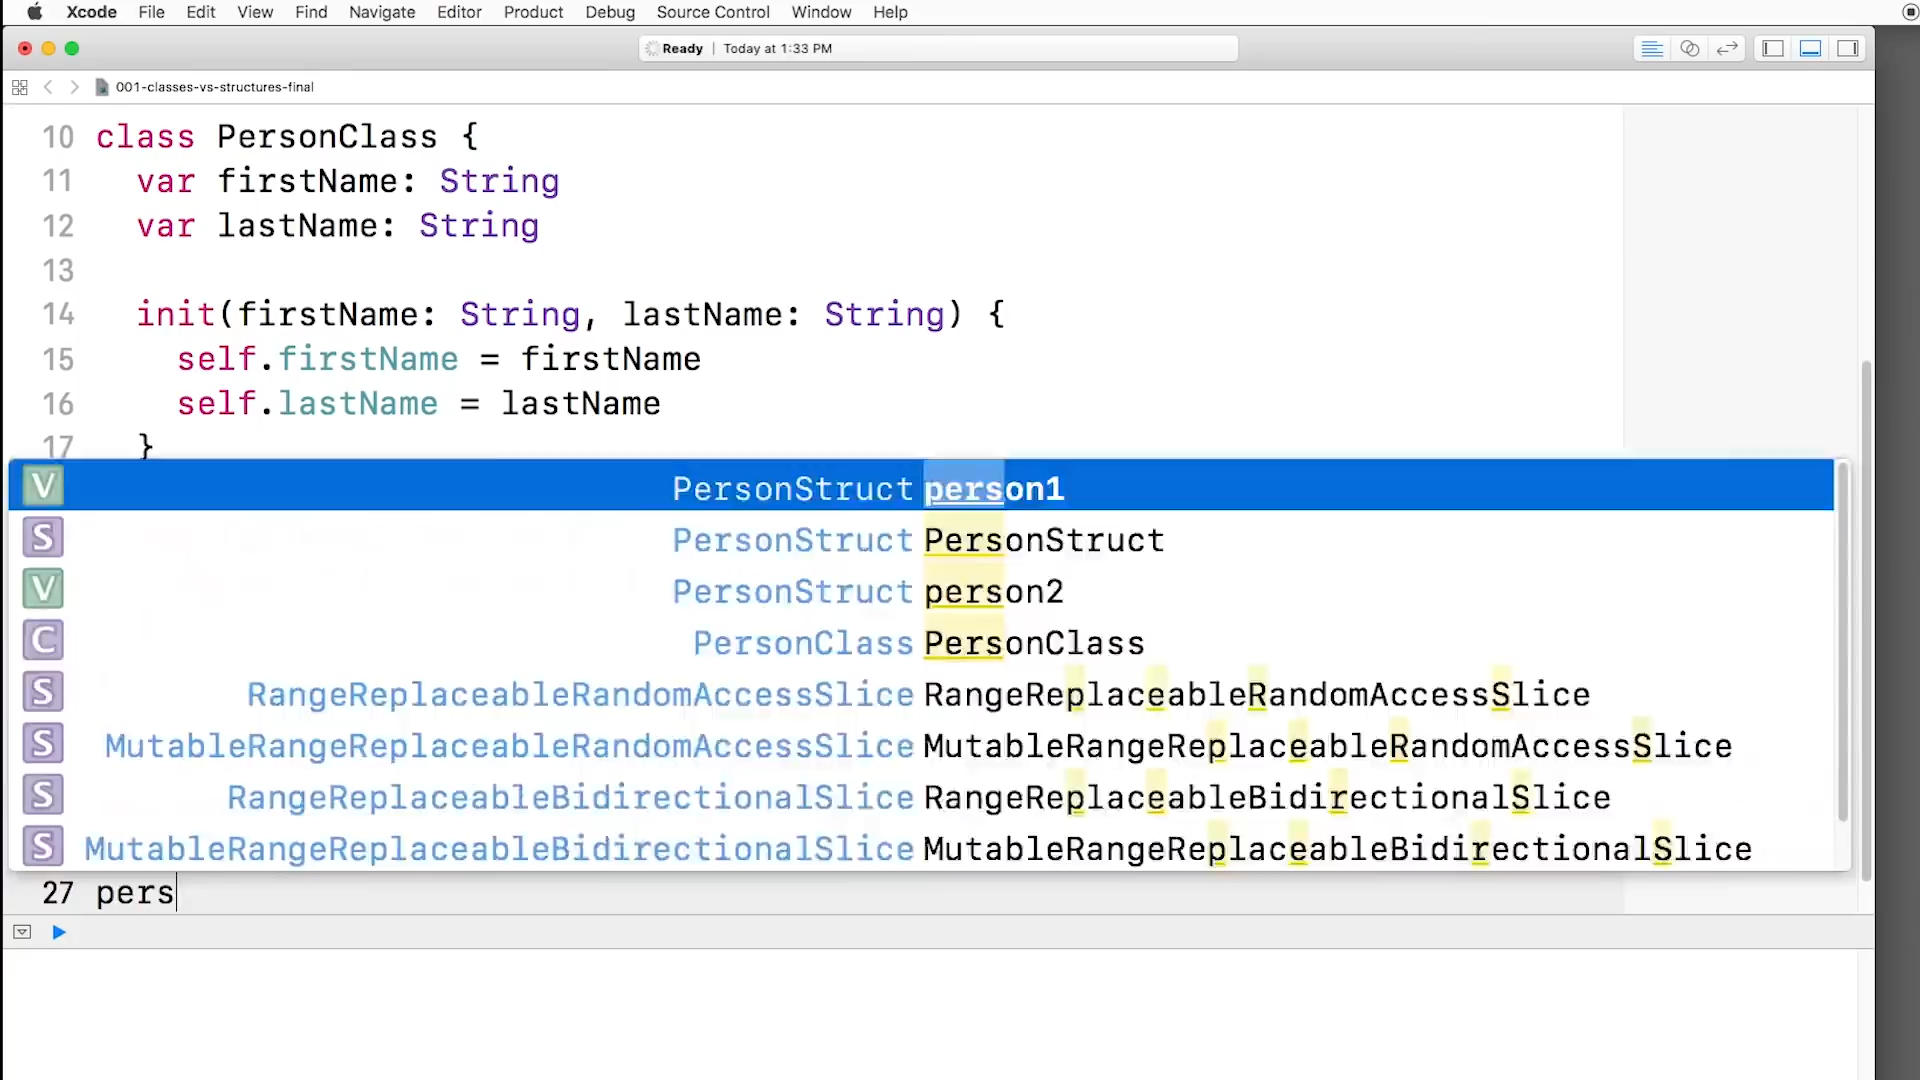 Xcode File Edit View Find Navigate Editor Product Debug Source Control Window Help
Ready | Today at 1:33 PM
001-classes-vs-structures-final
10 class PersonClass {
11 var firstName: String
12 var lastName: String
13
14 init(firstName: String, lastName: String) {
15 self.firstName = firstName
16 self.lastName = lastName
17 }
V PersonStruct person1
S PersonStruct PersonStruct
V PersonStruct person2
C PersonClass PersonClass
S RangeReplaceableRandomAccessSlice RangeReplaceableRandomAccessSlice
S MutableRangeReplaceableRandomAccessSlice MutableRangeReplaceableRandomAccessSlice
S RangeReplaceableBidirectionalSlice RangeReplaceableBidirectionalSlice
S MutableRangeReplaceableBidirectionalSlice MutableRangeReplaceableBidirectionalSlice
27 pers